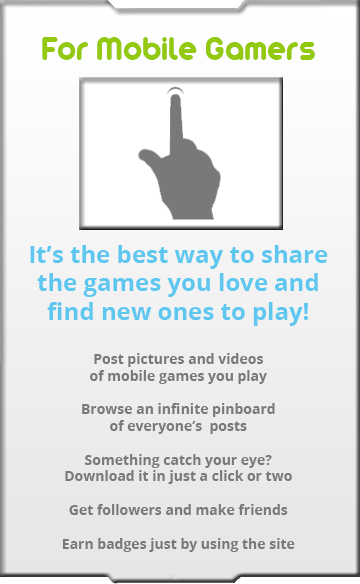 For Mobile Gamers
It’s the best way to share
the games you love and
find new ones to play!
Post pictures and videos
of mobile games you play
Browse an infinite pinboard
of everyone’s  posts
Something catch your eye?
Download it in just a click or two
Get followers and make friends
Earn badges just by using the site